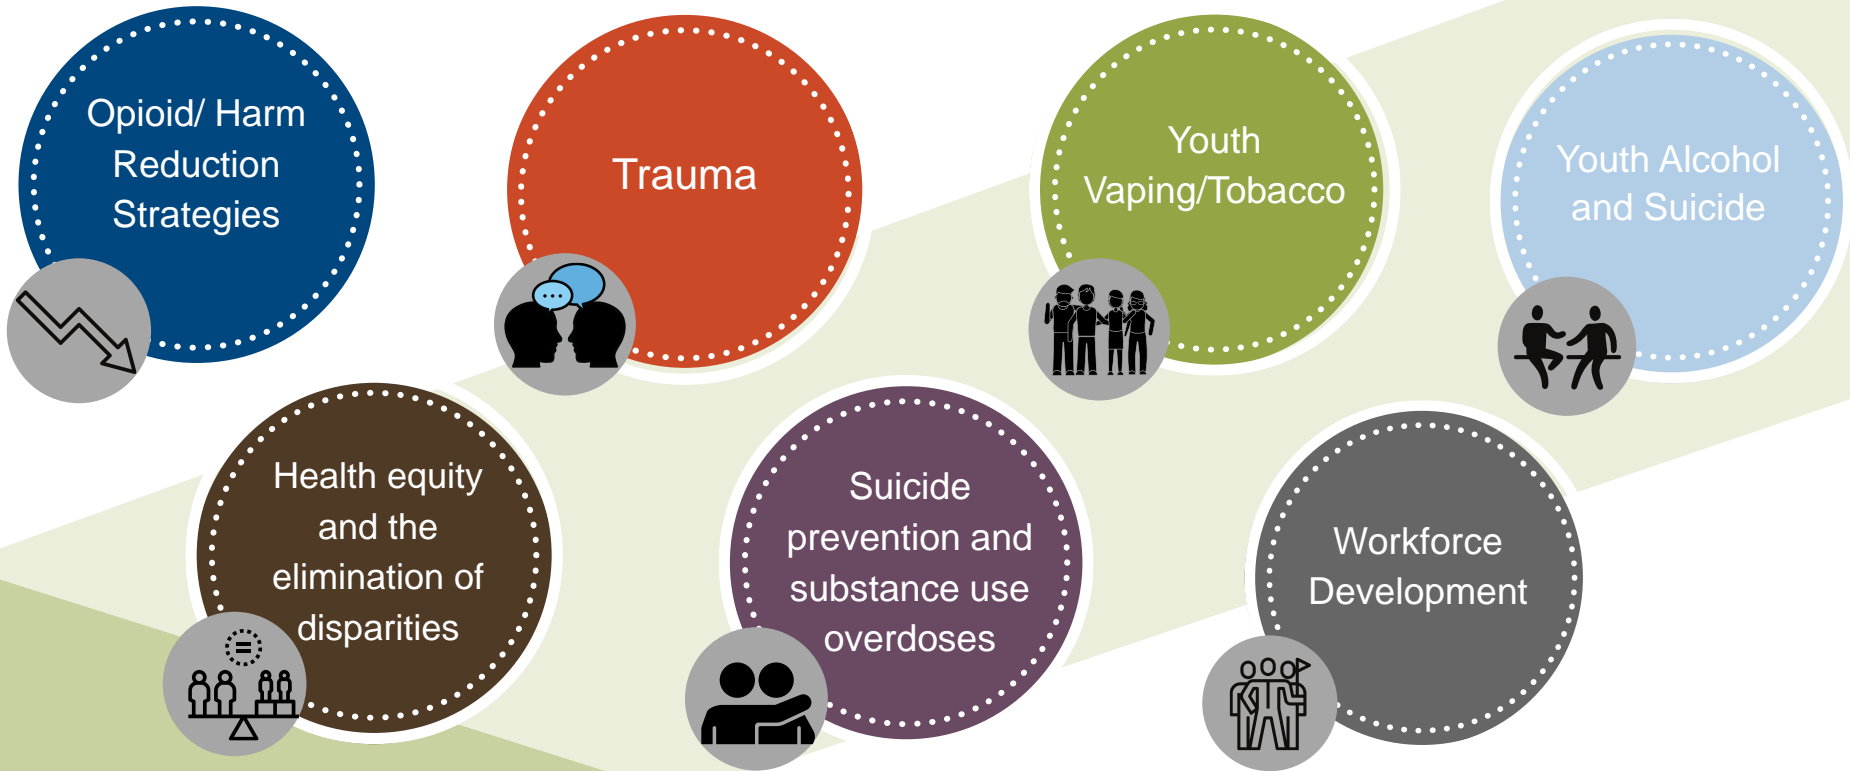 Opioid/ Harm
Reduction
Strategies
Trauma
Youth
Vaping/Tobacco
Youth Alcohol
and Suicide
Health equity
and the
elimination of
disparities
Suicide
prevention and
substance use
overdoses
Workforce
Development